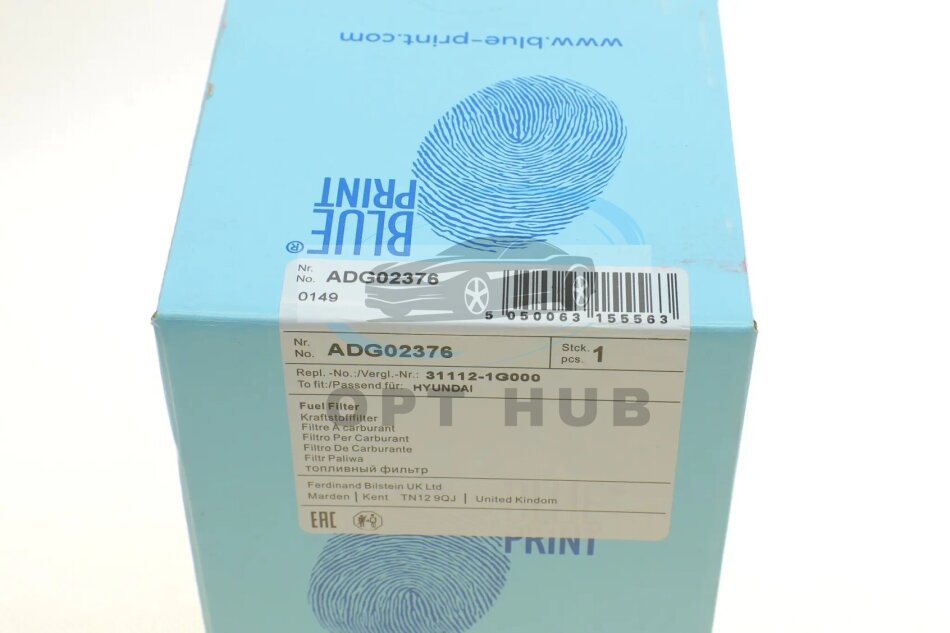 www.blue-print.com
BLUE
PRINT
®
Nr.
No. ADG02376
0149
5 050063 155563
Nr.
No. ADG02376
Stck.
pcs. 1
Repl. -No.:/Vergl.-Nr.: 31112-1G000
To fit:/Passend für: HYUNDAI
OPT HUB
Fuel Filter
Kraftstofffilter
Filtre A carburant
Filtro Per Carburant
Filtro De Carburante
Filtr Paliwa
топливный фильтр
Ferdinand Bilstein UK Ltd
Marden | Kent TN12 9QJ | United Kindom
EAC
PRINT